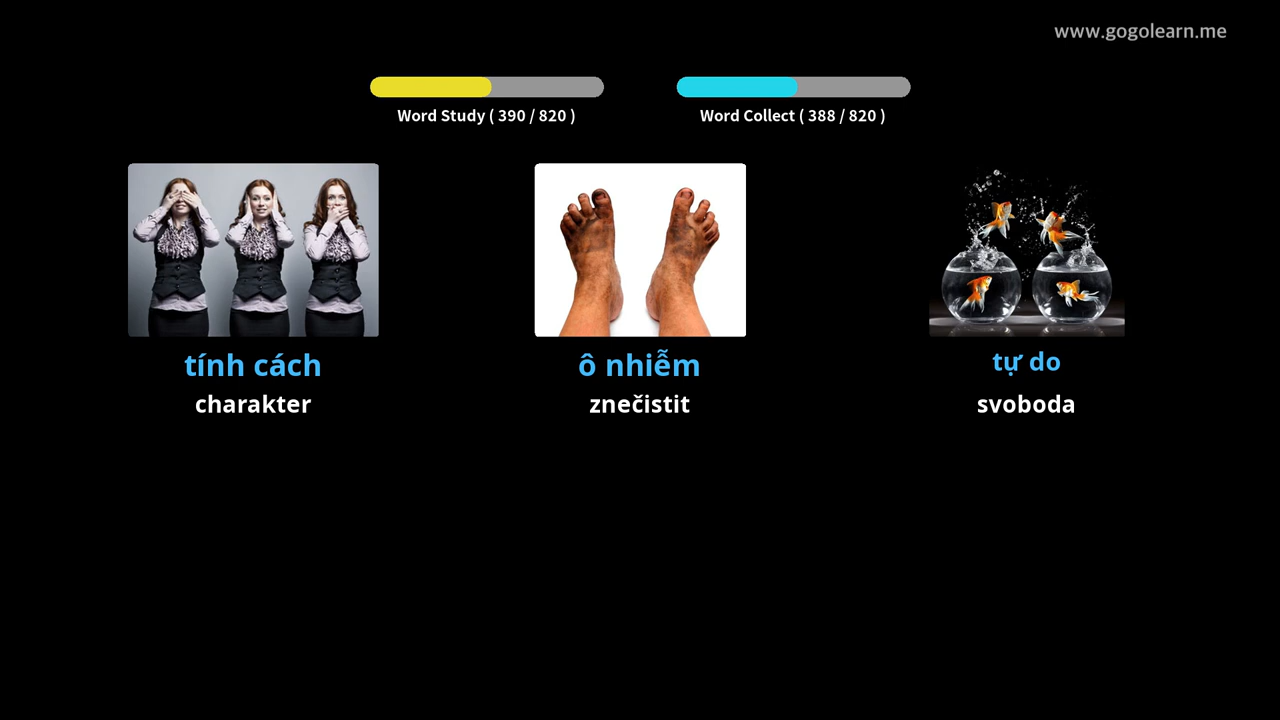 www.gogolearn.me
Word Study ( 390 / 820 )
Word Collect ( 388 / 820 )
tính cách
charakter
ô nhiễm
znečistit
tự do
svoboda